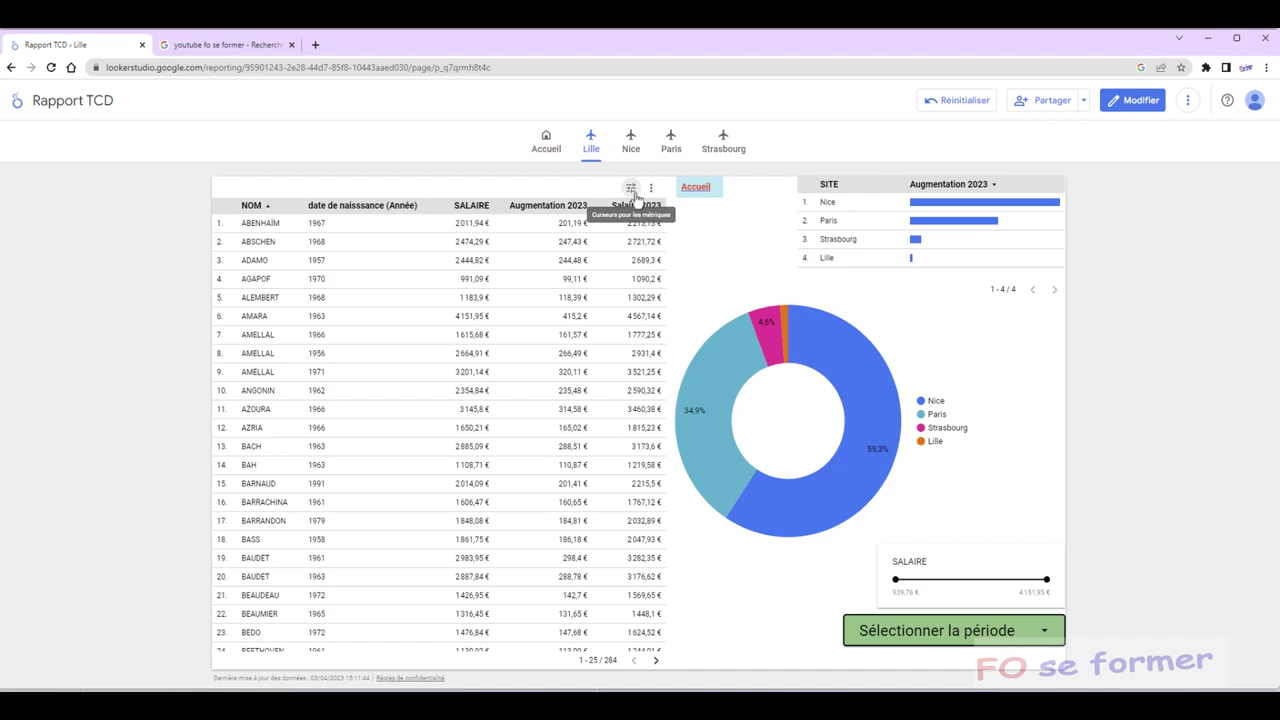 Rapport TCD › Lille
youtube fo se former - Recherch
lookerstudio.google.com/reporting/95901243-2e28-44d7-85f8-10443aaed030/page/p_q7qrmh8t4c
Rapport TCD
Réinitialiser
Partager
Modifier
Accueil
Lille
Nice
Paris
Strasbourg
NOM date de naisssance (Année) SALAIRE Augmentation 2023
Curseurs pour les métriques
1. ABENHAÏM 1967 2 011,94 € 201,19 €
2. ABSCHEN 1968 2 474,29 € 247,43 € 2 721,72 €
3. ADAMO 1957 2 444,82 € 244,48 € 2 689,3 €
4. AGAPOF 1970 991,09 € 99,11 € 1 090,2 €
5. ALEMBERT 1968 1 183,9 € 118,39 € 1 302,29 €
6. AMARA 1963 4 151,95 € 415,2 € 4 567,14 €
7. AMELLAL 1966 1 615,68 € 161,57 € 1 777,25 €
8. AMELLAL 1956 2 664,91 € 266,49 € 2 931,4 €
9. AMELLAL 1971 3 201,14 € 320,11 € 3 521,25 €
10. ANGONIN 1962 2 354,84 € 235,48 € 2 590,32 €
11. AZOURA 1966 3 145,8 € 314,58 € 3 460,38 €
12. AZRIA 1966 1 650,21 € 165,02 € 1 815,23 €
13. BACH 1963 2 885,09 € 288,51 € 3 173,6 €
14. BAH 1963 1 108,71 € 110,87 € 1 219,58 €
15. BARNAUD 1991 2 014,09 € 201,41 € 2 215,5 €
16. BARRACHINA 1961 1 606,47 € 160,65 € 1 767,12 €
17. BARRANDON 1979 1 848,08 € 184,81 € 2 032,89 €
18. BASS 1958 1 861,75 € 186,18 € 2 047,93 €
19. BAUDET 1961 2 983,95 € 298,4 € 3 282,35 €
20. BAUDET 1963 2 887,84 € 288,78 € 3 176,62 €
21. BEAUDEAU 1972 1 426,95 € 142,7 € 1 569,65 €
22. BEAUMIER 1965 1 316,45 € 131,65 € 1 448,1 €
23. BEDO 1972 1 476,84 € 147,68 € 1 624,52 €
1 - 25 / 284
Dernière mise à jour des données : 03/04/2023 15:11:44 Règles de confidentialité
Accueil
SITE Augmentation 2023
1. Nice
2. Paris
3. Strasbourg
4. Lille
1 - 4 / 4
4,6%
34,9%
59,3%
Nice
Paris
Strasbourg
Lille
SALAIRE
939,76 € 4 151,95 €
Sélectionner la période
FO se former